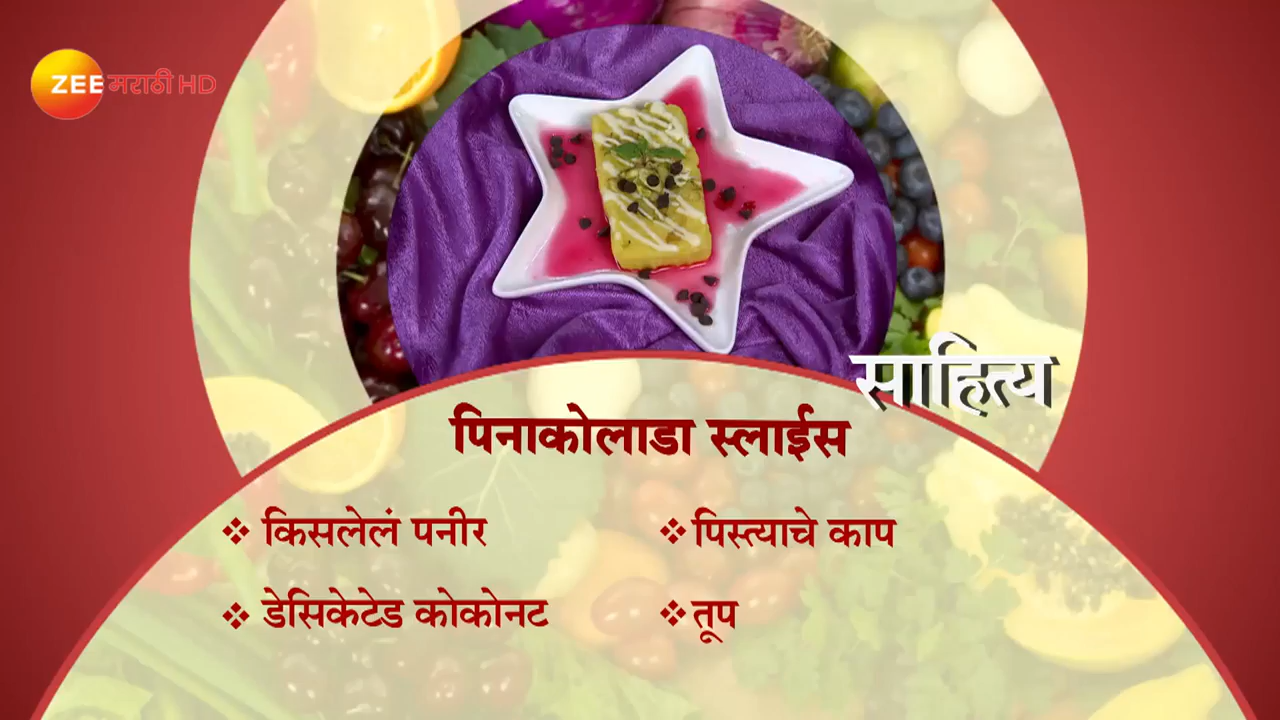 ZEE मराठी HD
साहित्य
पिनाकोलाडा स्लाईस
❖ किसलेलं पनीर
❖ पिस्त्याचे काप
❖ डेसिकेटेड कोकोनट
❖ तूप